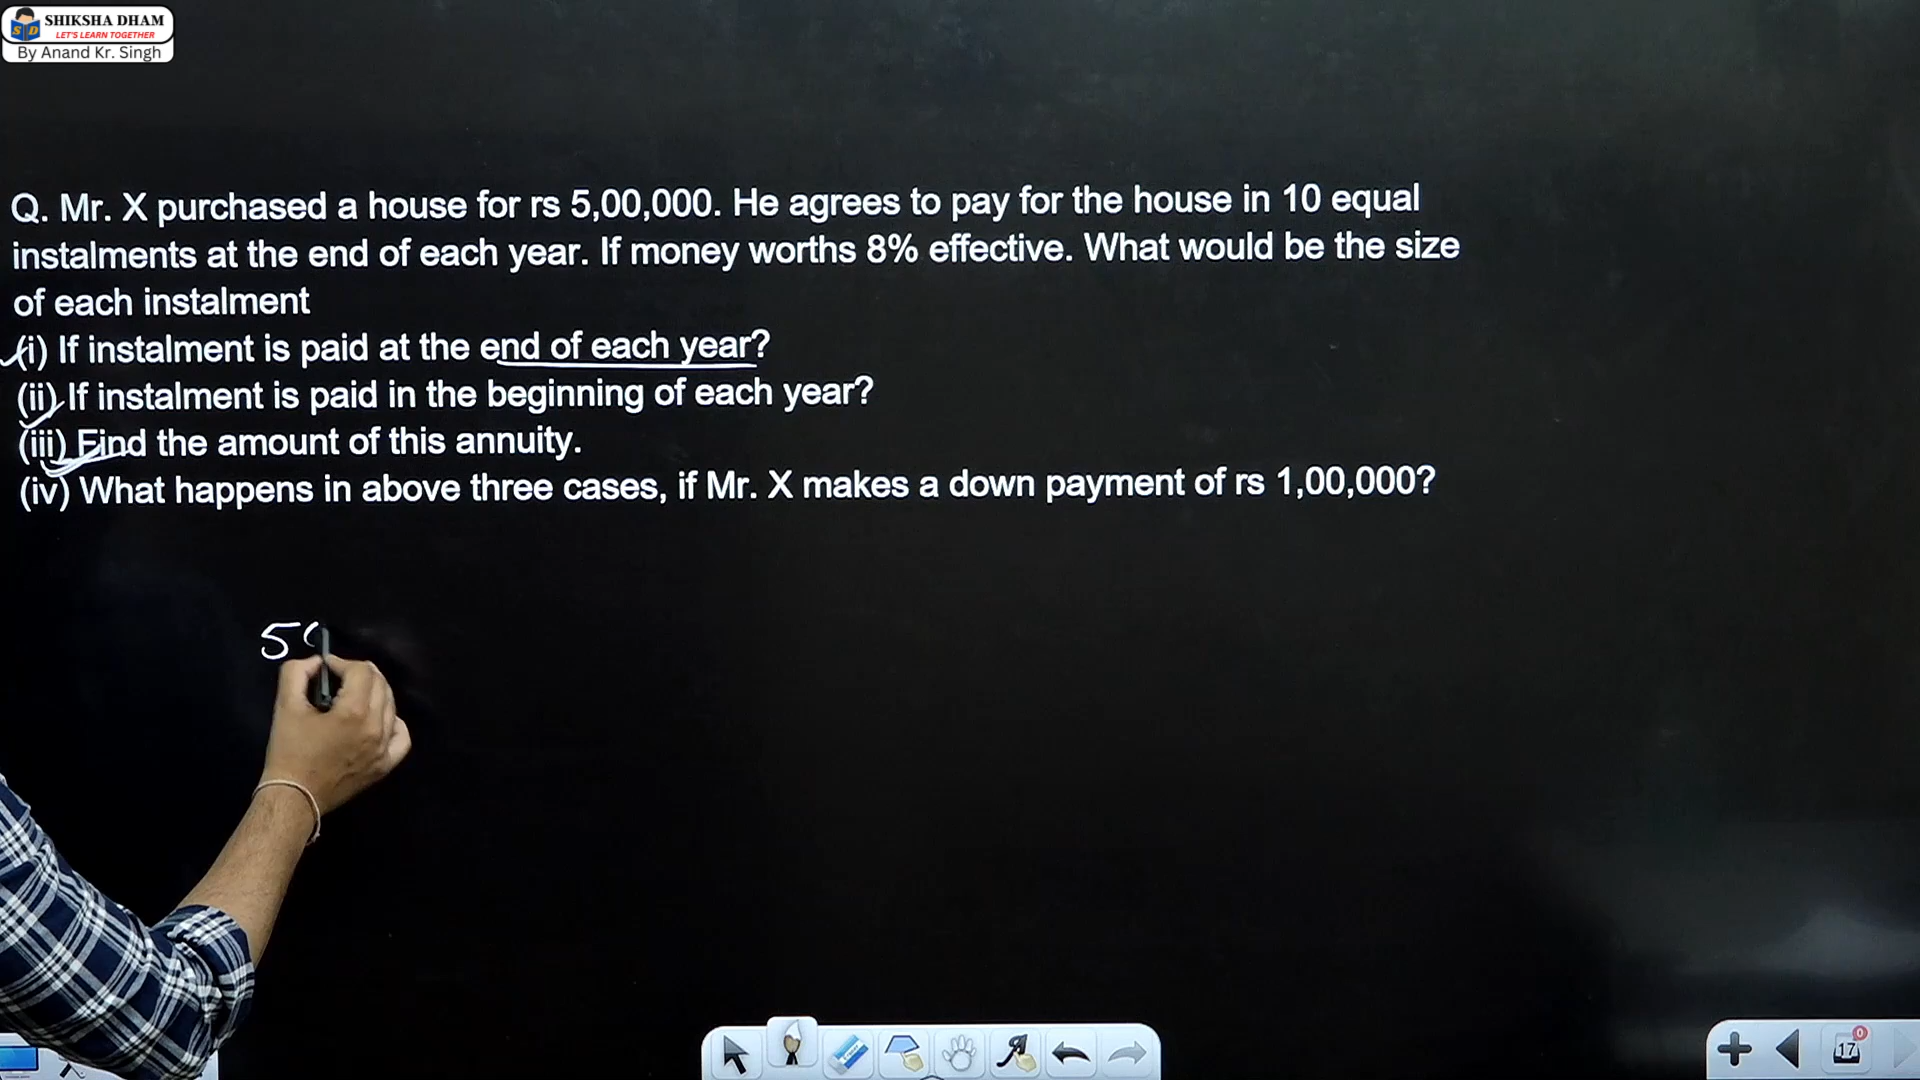 SHIKSHA DHAM
LET'S LEARN TOGETHER
By Anand Kr. Singh
Q. Mr. X purchased a house for rs 5,00,000. He agrees to pay for the house in 10 equal
instalments at the end of each year. If money worths 8% effective. What would be the size
of each instalment
(i) If instalment is paid at the end of each year?
(ii) If instalment is paid in the beginning of each year?
(iii) Find the amount of this annuity.
(iv) What happens in above three cases, if Mr. X makes a down payment of rs 1,00,000?
5
17
0